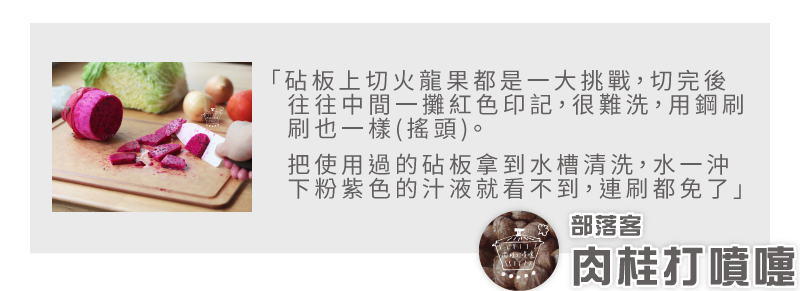 「砧板上切火龍果都是一大挑戰,切完後
往往中間一攤紅色印記,很難洗,用鋼刷
刷也一樣(搖頭)。
把使用過的砧板拿到水槽清洗,水一沖
下粉紫色的汁液就看不到,連刷都免了」
部落客
肉桂打噴嚏